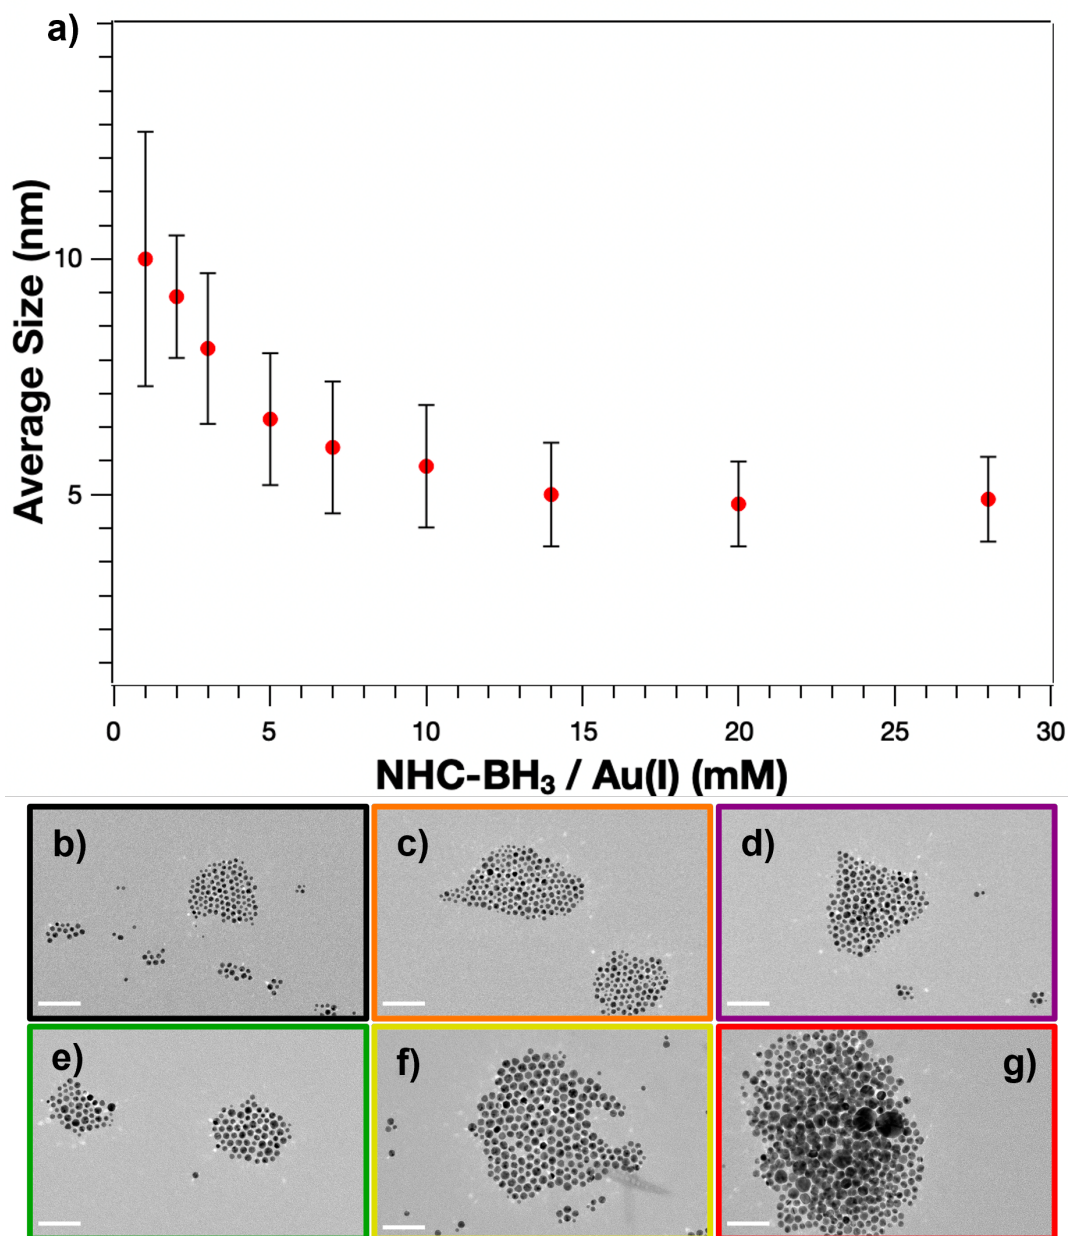 a)
Average Size (nm)
10
5
0 5 10 15 20 25 30
NHC-BH₃ / Au(I) (mM)
b) c) d)
e) f) g)